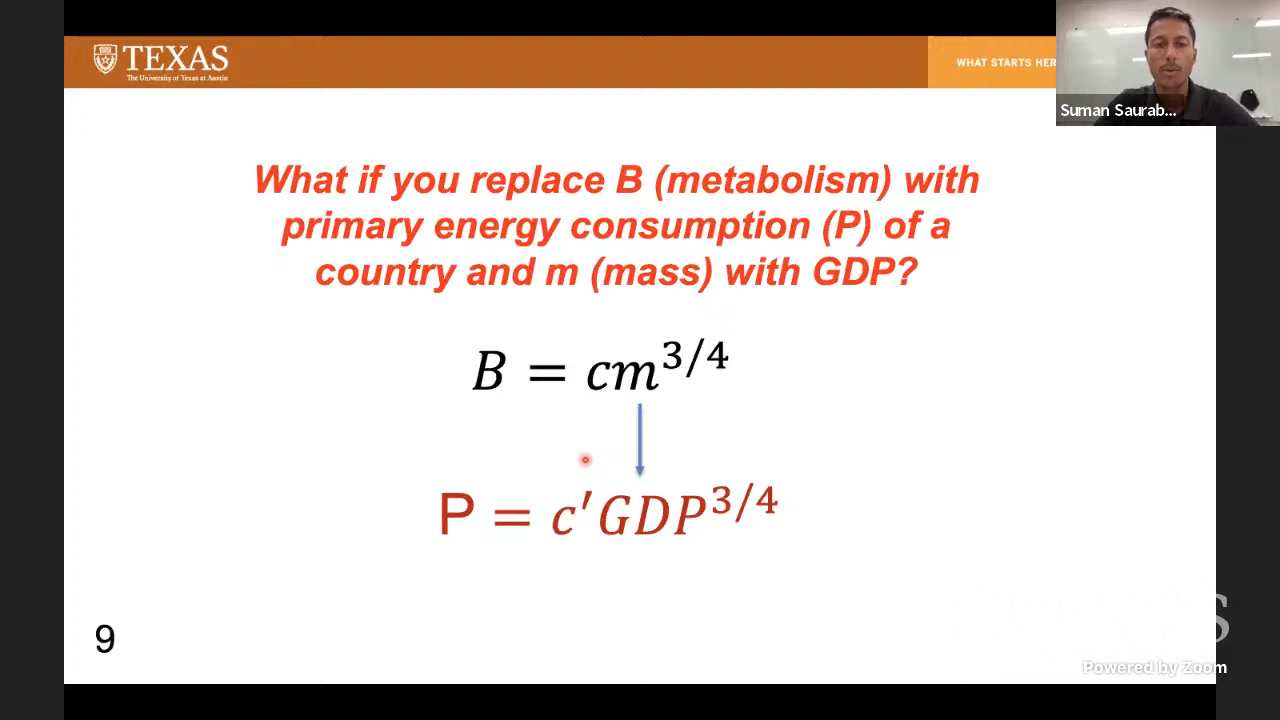 TEXAS
The University of Texas at Austin
WHAT STARTS HER
Suman Saurab...
What if you replace B (metabolism) with
primary energy consumption (P) of a
country and m (mass) with GDP?
B = cm^{3/4}
P = c′GDP^{3/4}
9
S
Powered by Zoom